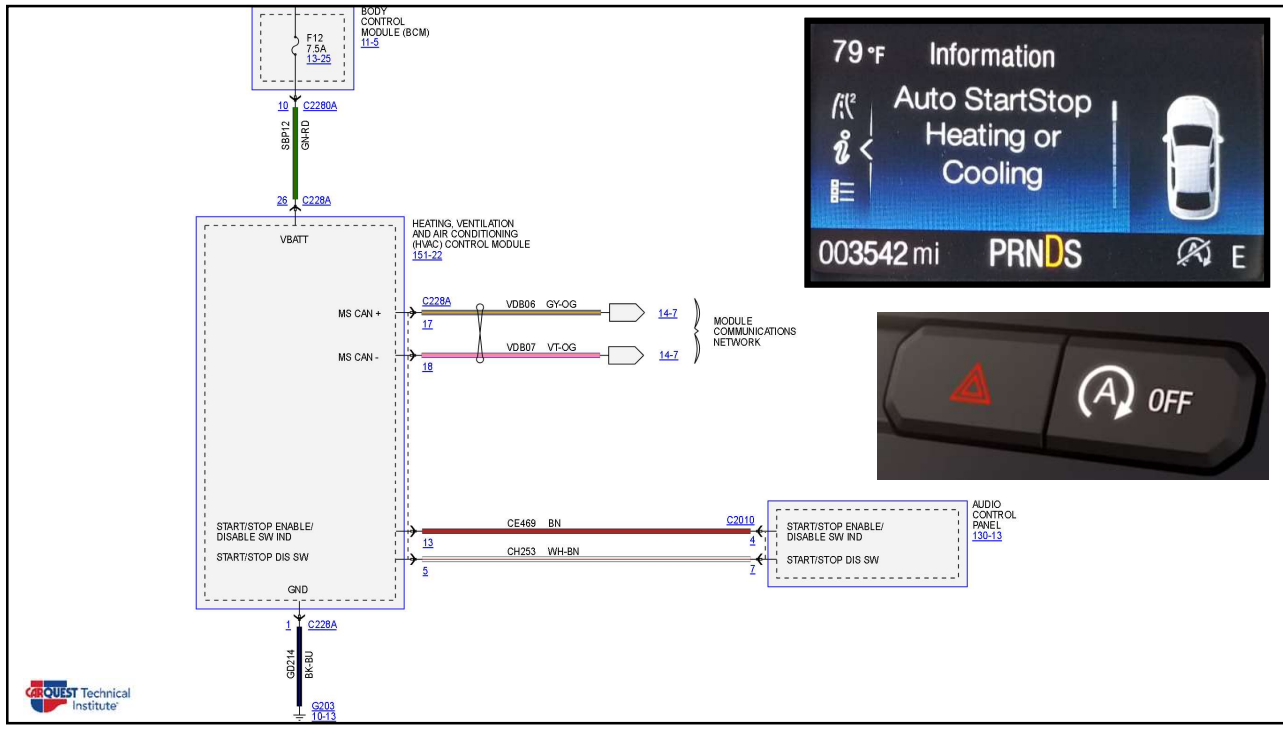 BODY
CONTROL
MODULE (BCM)
11-5
F12
7.5A
13-25
10 C2280A
SBP12
GN-RD
26 C228A
VBATT
HEATING, VENTILATION
AND AIR CONDITIONING
(HVAC) CONTROL MODULE
151-22
MS CAN +
C228A
17
VDB06 GY-OG
14-7
MS CAN -
18
VDB07 VT-OG
14-7
MODULE
COMMUNICATIONS
NETWORK
START/STOP ENABLE/
DISABLE SW IND
13
CE469 BN
C2010
4
START/STOP ENABLE/
DISABLE SW IND
START/STOP DIS SW
5
CH253 WH-BN
7
START/STOP DIS SW
AUDIO
CONTROL
PANEL
130-13
GND
1 C228A
GD214
BK-BU
G203
10-13
79 °F Information
Auto StartStop
Heating or
Cooling
003542 mi PRNDS A E
A OFF
CARQUEST Technical
Institute